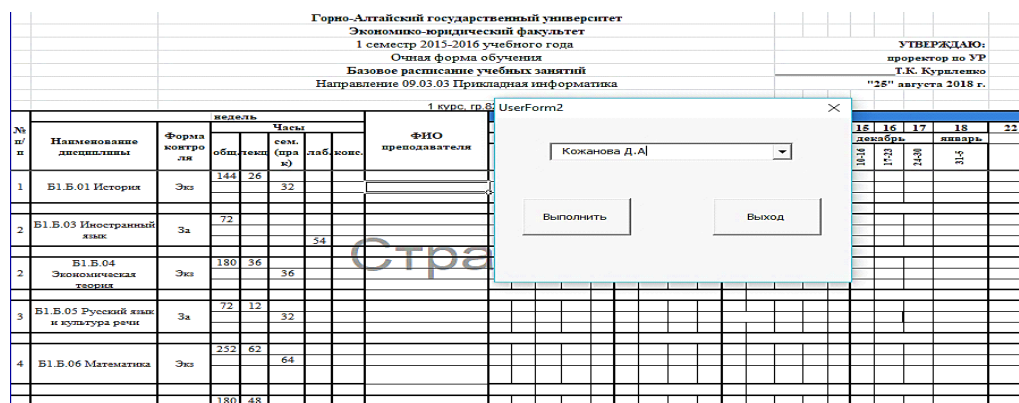 Горно-Алтайский государственный университет
Экономико-юридический факультет
1 семестр 2015-2016 учебного года
УТВЕРЖДАЮ:
Очная форма обучения
проректор по УР
Базовое расписание учебных занятий
Т.К. Куриленко
Направление 09.03.03 Прикладная информатика
"25" августа 2018 г.
1 курс, гр.
UserForm2
Кожанова Д.А
Выполнить
Выход
недель
№ п/п
Наименование дисциплины
Форма контроля
Часы
общ.
лекц
сем. (прак)
лаб.
конс.
ФИО преподавателя
15 16 17 18 22
декабрь январь
10-16 17-23 24-30 31-5
1 Б1.Б.01 История Экз 144 26
32
2 Б1.Б.03 Иностранный язык За 72
54
2 Б1.Б.04 Экономическая теория Экз 180 36
36
3 Б1.Б.05 Русский язык и культура речи За 72 12
32
4 Б1.Б.06 Математика Экз 252 62
64
180 48
Стра